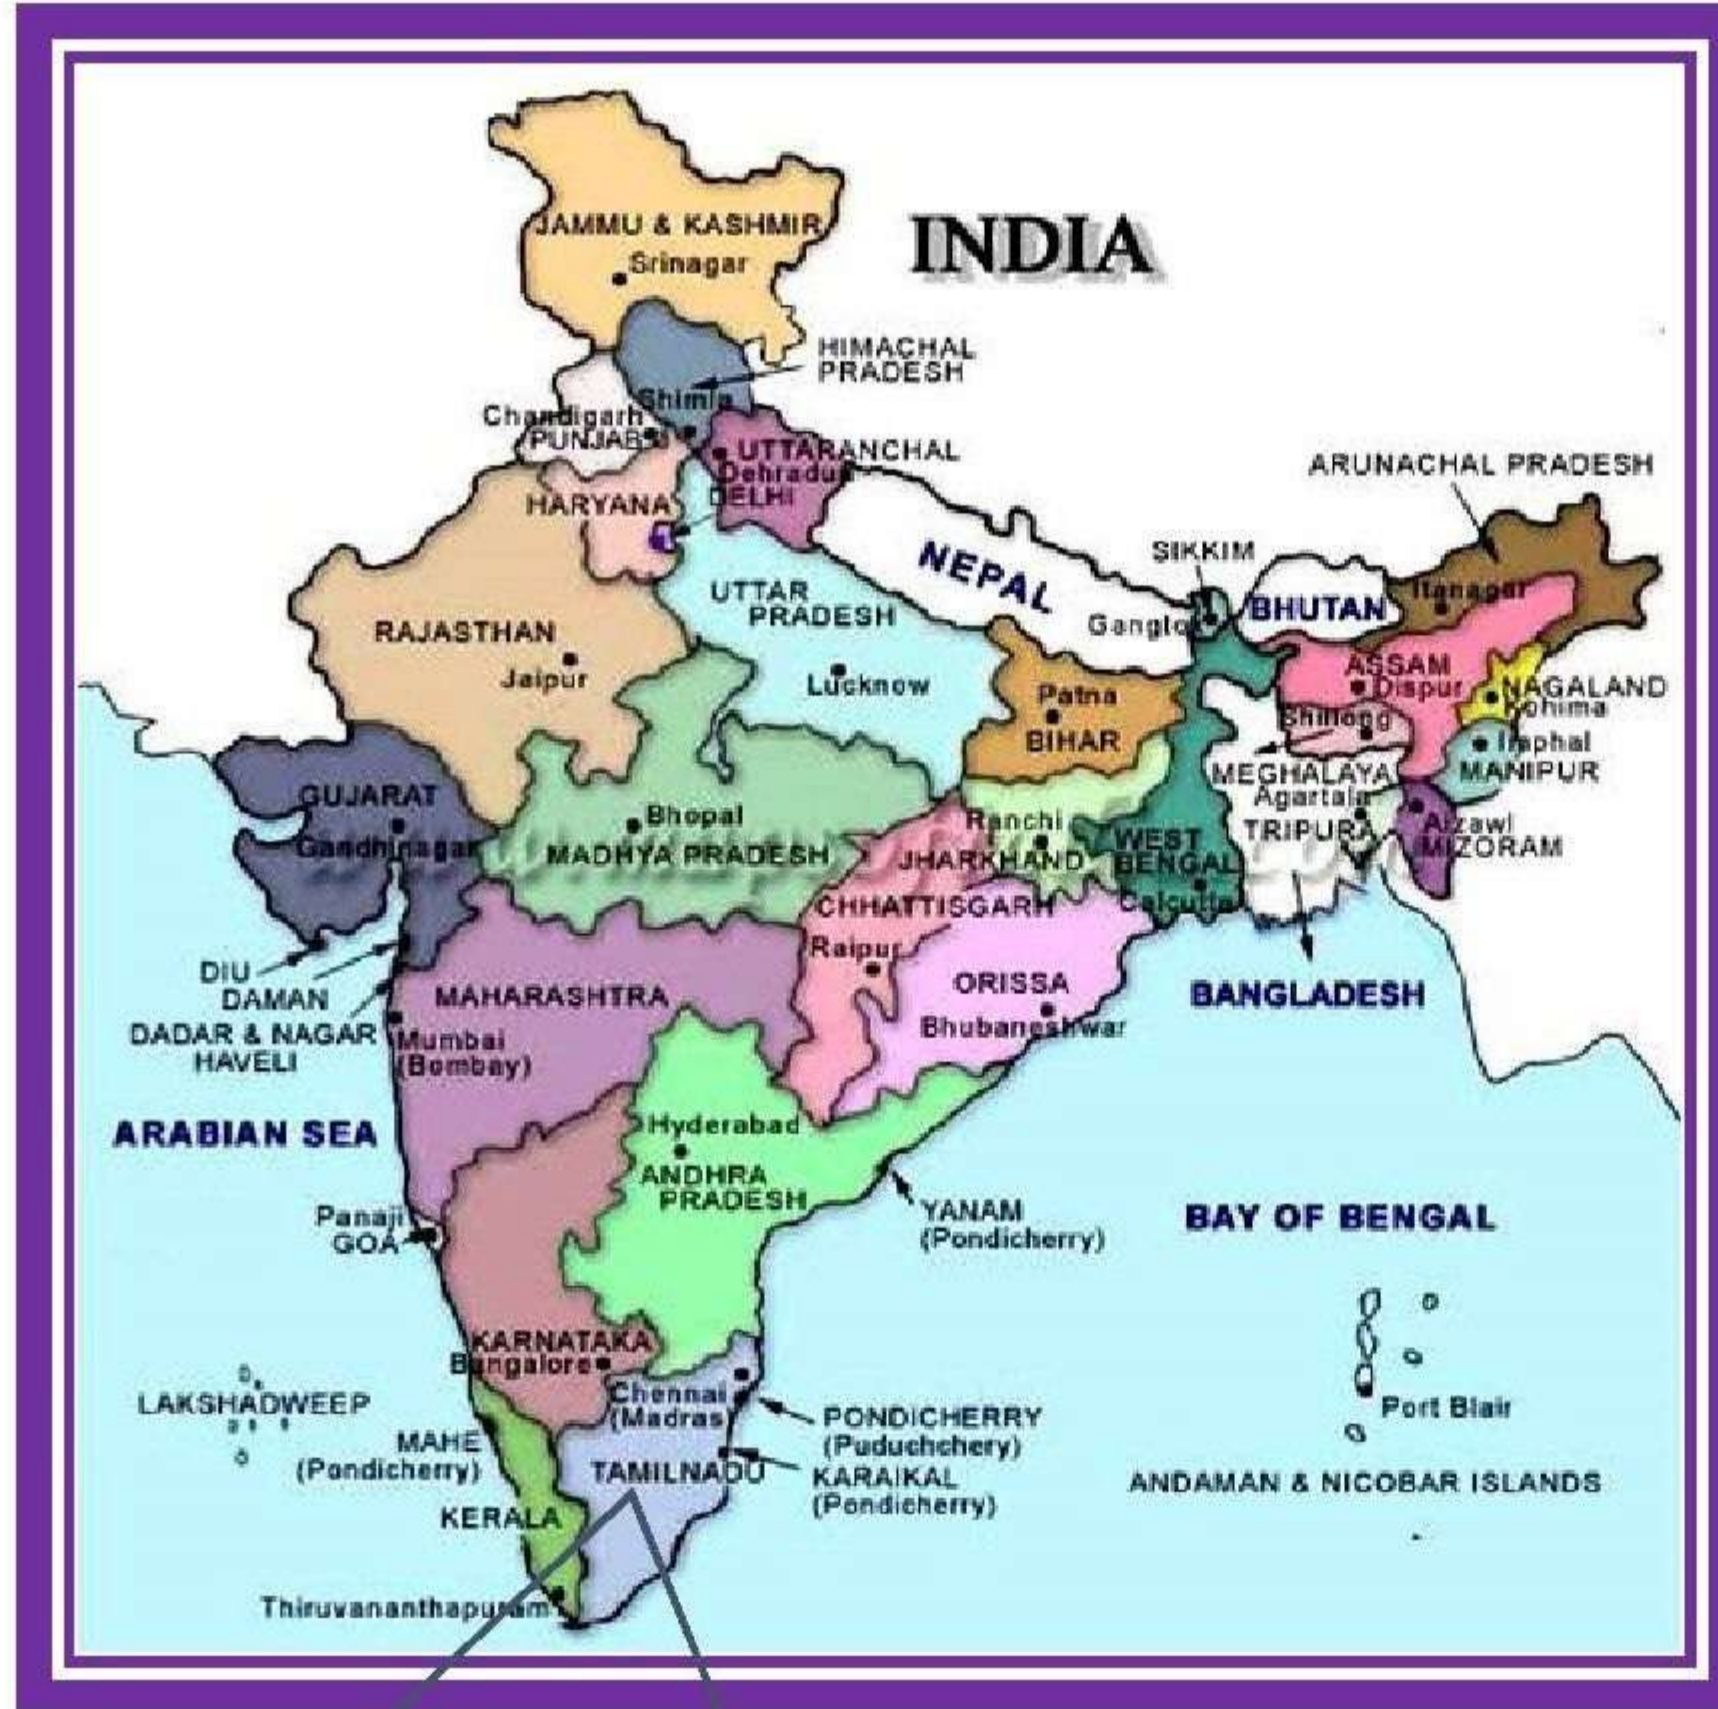 INDIA
JAMMU & KASHMIR
Srinagar
HIMACHAL
PRADESH
Shimla
Chandigarh
PUNJAB
UTTARANCHAL
Dehradun
DELHI
HARYANA
ARUNACHAL PRADESH
Itanagar
NEPAL
SIKKIM
BHUTAN
UTTAR
PRADESH
Lucknow
RAJASTHAN
Jaipur
Patna
BIHAR
ASSAM
Dispur
NAGALAND
Kohima
Shillong
MEGHALAYA
Imphal
MANIPUR
Agartala
TRIPURA
Aizawl
MIZORAM
GUJARAT
Gandhinagar
Bhopal
MADHYA PRADESH
Ranchi
JHARKHAND
WEST
BENGAL
Calcutta
CHHATTISGARH
Raipur
ORISSA
Bhubaneshwar
BANGLADESH
DIU
DAMAN
DADAR & NAGAR
HAVELI
MAHARASHTRA
Mumbai
(Bombay)
ARABIAN SEA
Hyderabad
ANDHRA
PRADESH
YANAM
(Pondicherry)
BAY OF BENGAL
Panaji
GOA
KARNATAKA
Bangalore
LAKSHADWEEP
Chennai
(Madras)
PONDICHERRY
(Puduchchery)
Port Blair
MAHE
(Pondicherry)
TAMILNADU
KARAIKAL
(Pondicherry)
ANDAMAN & NICOBAR ISLANDS
KERALA
Thiruvananthapuram